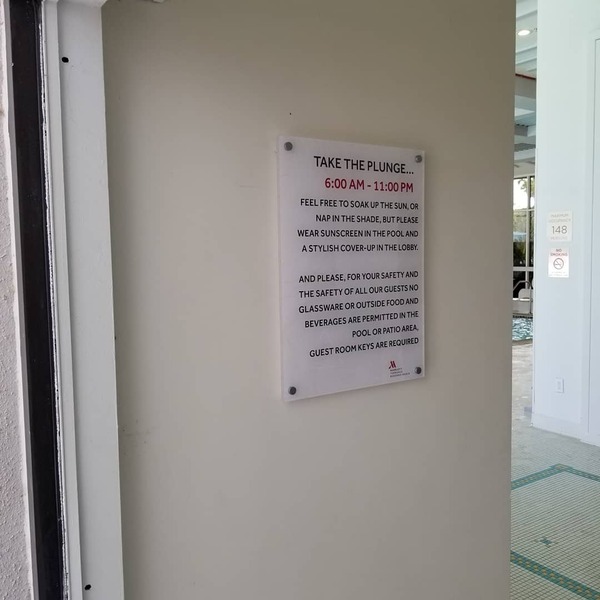 TAKE THE PLUNGE...
6:00 AM - 11:00 PM
FEEL FREE TO SOAK UP THE SUN, OR
NAP IN THE SHADE, BUT PLEASE
WEAR SUNSCREEN IN THE POOL AND
A STYLISH COVER-UP IN THE LOBBY.
AND PLEASE, FOR YOUR SAFETY AND
THE SAFETY OF ALL OUR GUESTS NO
GLASSWARE OR OUTSIDE FOOD AND
BEVERAGES ARE PERMITTED IN THE
POOL OR PATIO AREA.
GUEST ROOM KEYS ARE REQUIRED
148
NO
SMOKING